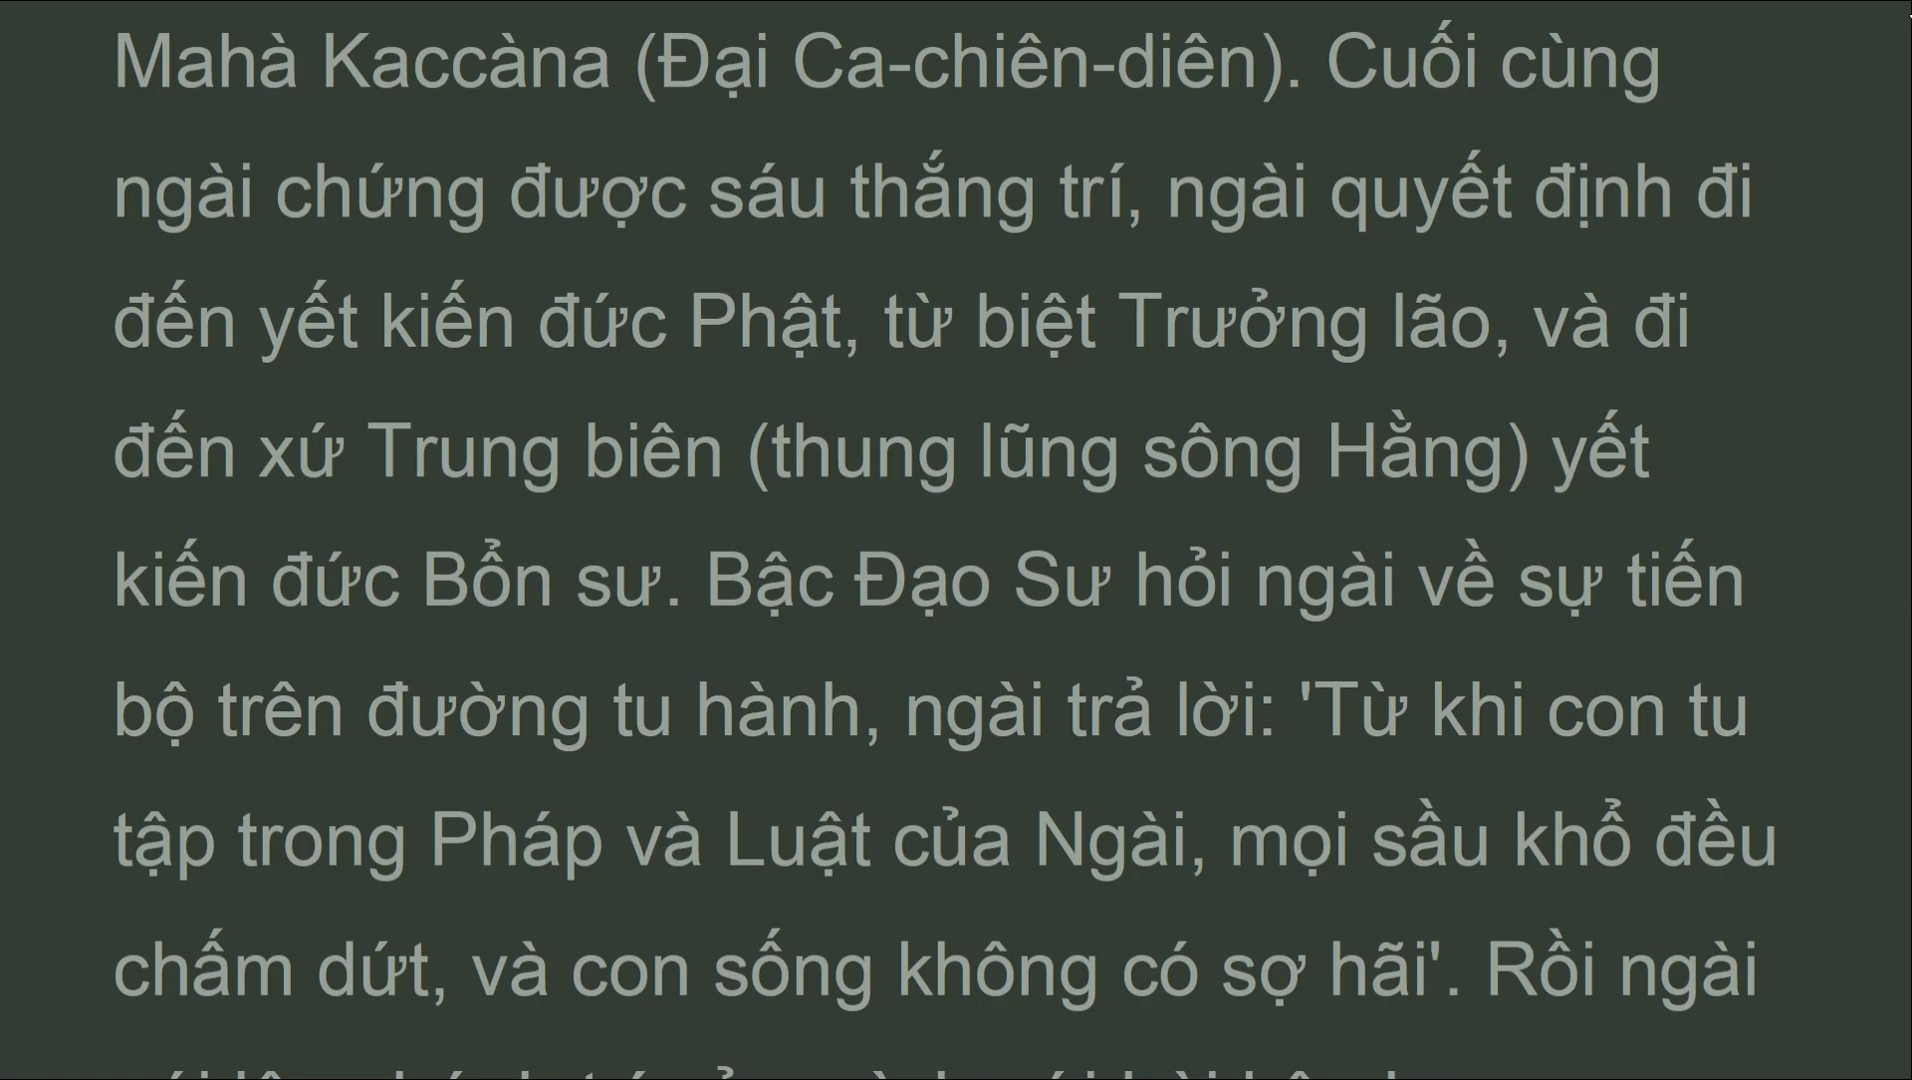 Mahà Kaccàna (Đại Ca-chiên-diên). Cuối cùng
ngài chứng được sáu thắng trí, ngài quyết định đi
đến yết kiến đức Phật, từ biệt Trưởng lão, và đi
đến xứ Trung biên (thung lũng sông Hằng) yết
kiến đức Bổn sư. Bậc Đạo Sư hỏi ngài về sự tiến
bộ trên đường tu hành, ngài trả lời: 'Từ khi con tu
tập trong Pháp và Luật của Ngài, mọi sầu khổ đều
chấm dứt, và con sống không có sợ hãi'. Rồi ngài